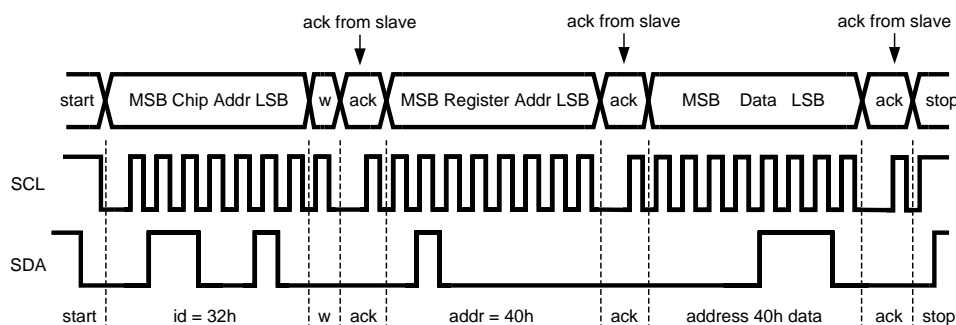 ack from slave ack from slave ack from slave
start MSB Chip Addr LSB w ack MSB Register Addr LSB ack MSB Data LSB ack stop
SCL
SDA
start id = 32h w ack addr = 40h ack address 40h data ack stop